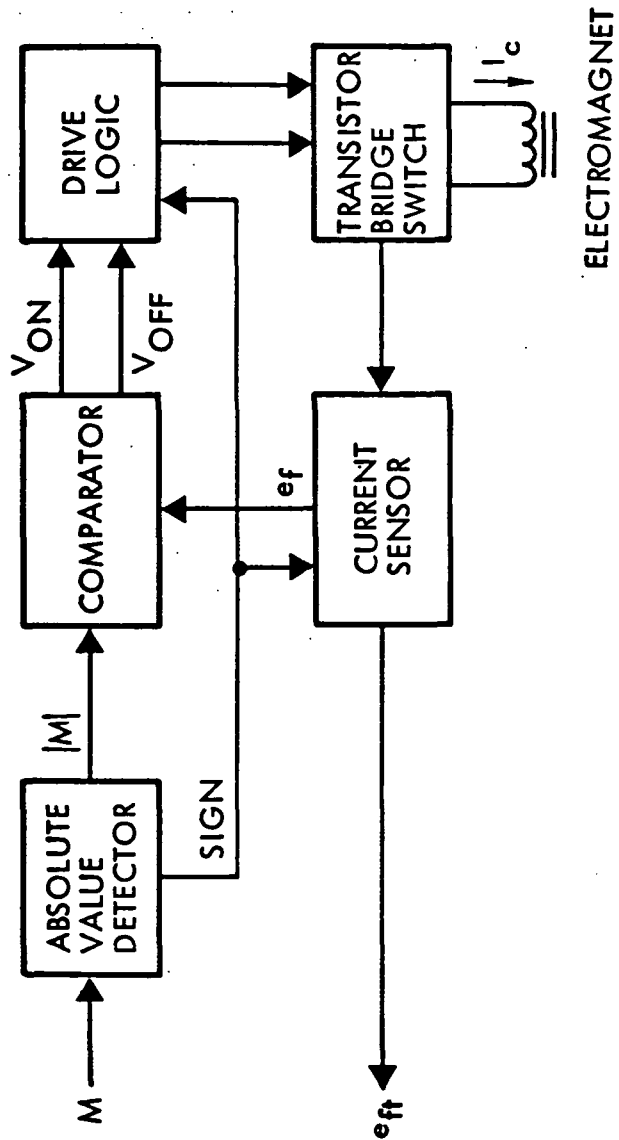 M
ABSOLUTE
VALUE
DETECTOR
|M|
SIGN
COMPARATOR
V_ON
V_OFF
DRIVE
LOGIC
e_f
CURRENT
SENSOR
TRANSISTOR
BRIDGE
SWITCH
I_c
ELECTROMAGNET
e_ft